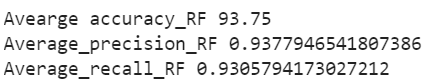 Avearge accuracy_RF 93.75
Average_precision_RF 0.9377946541807386
Average_recall_RF 0.9305794173027212